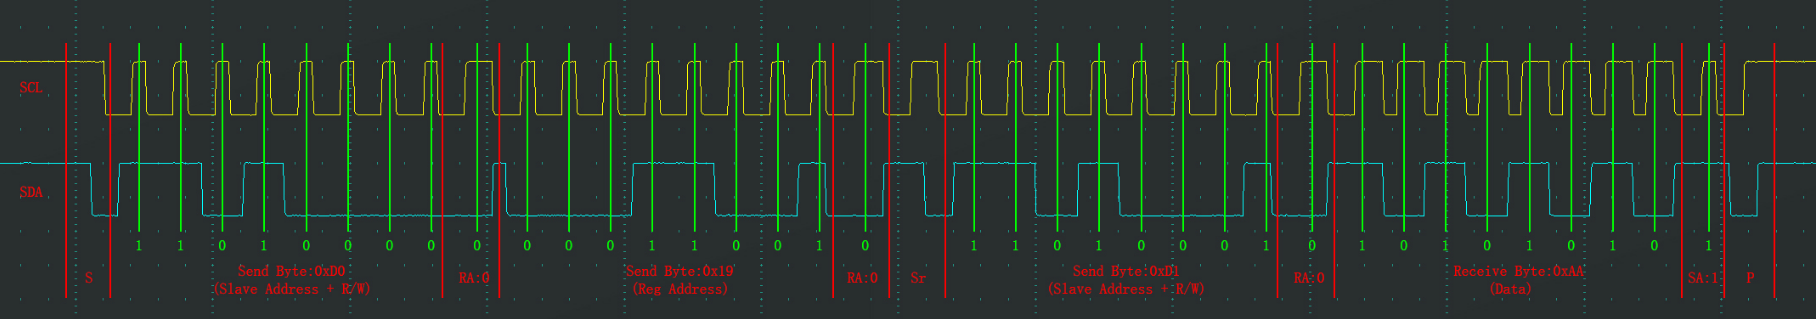 SCL
SDA
1 1 0 1 0 0 0 0 0 0 0 0 1 1 0 0 1 0 1 1 0 1 0 0 0 1 0 1 0 1 0 1 0 1 0 1
S Send Byte:0xD0 RA:0 Send Byte:0x19 RA:0 Sr Send Byte:0xD1 RA:0 Receive Byte:0xAA SA:1 P
(Slave Address + R/W) (Reg Address) (Slave Address + R/W) (Data)